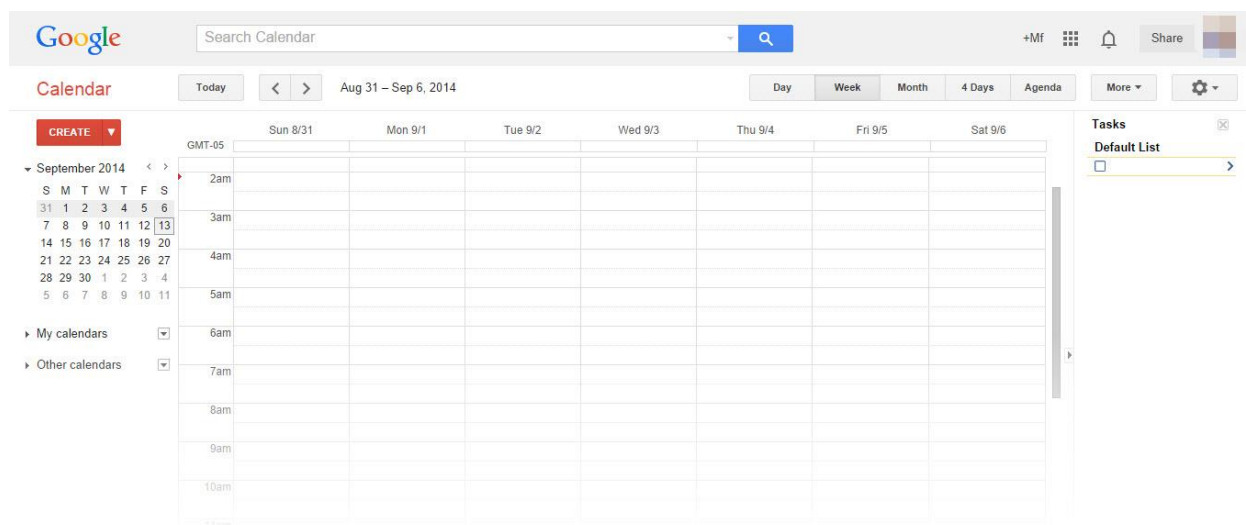 Google
Search Calendar
+Mf
Share
Calendar
Today
Aug 31 – Sep 6, 2014
Day
Week
Month
4 Days
Agenda
More
CREATE
September 2014
S M T W T F S
31 1 2 3 4 5 6
7 8 9 10 11 12 13
14 15 16 17 18 19 20
21 22 23 24 25 26 27
28 29 30 1 2 3 4
5 6 7 8 9 10 11
My calendars
Other calendars
Sun 8/31
Mon 9/1
Tue 9/2
Wed 9/3
Thu 9/4
Fri 9/5
Sat 9/6
GMT-05
2am
3am
4am
5am
6am
7am
8am
9am
10am
Tasks
Default List